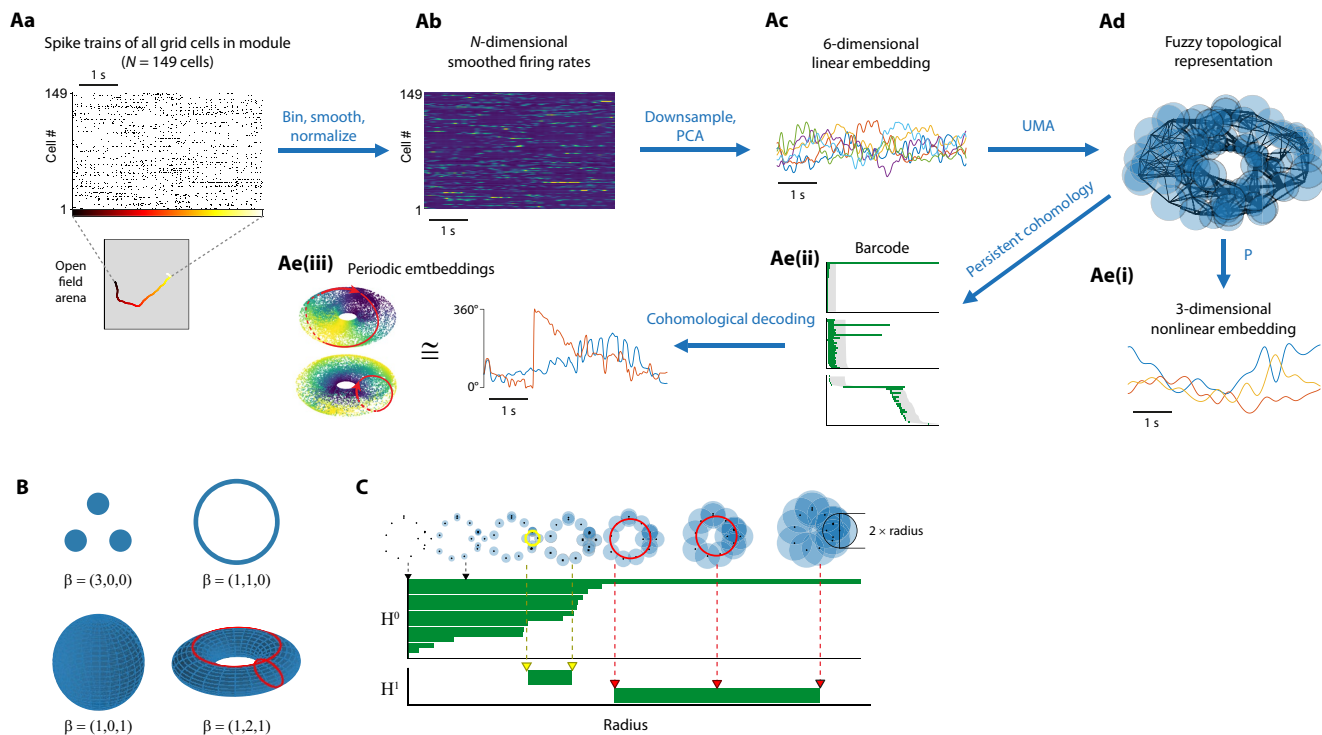 Aa
Spike trains of all grid cells in module
(N = 149 cells)
1 s
149
Cell #
1
Open
field
arena
Bin, smooth,
normalize
Ab
N-dimensional
smoothed firing rates
149
Cell #
1
1 s
Downsample,
PCA
Ac
6-dimensional
linear embedding
1 s
UMA
Ad
Fuzzy topological
representation
Persistent cohomology
P
Ae(i)
3-dimensional
nonlinear embedding
1 s
Ae(ii)
Barcode
Cohomological decoding
Ae(iii)
Periodic emtbeddings
≅
360°
0°
1 s
B
β = (3,0,0)
β = (1,1,0)
β = (1,0,1)
β = (1,2,1)
C
2 × radius
H⁰
H¹
Radius